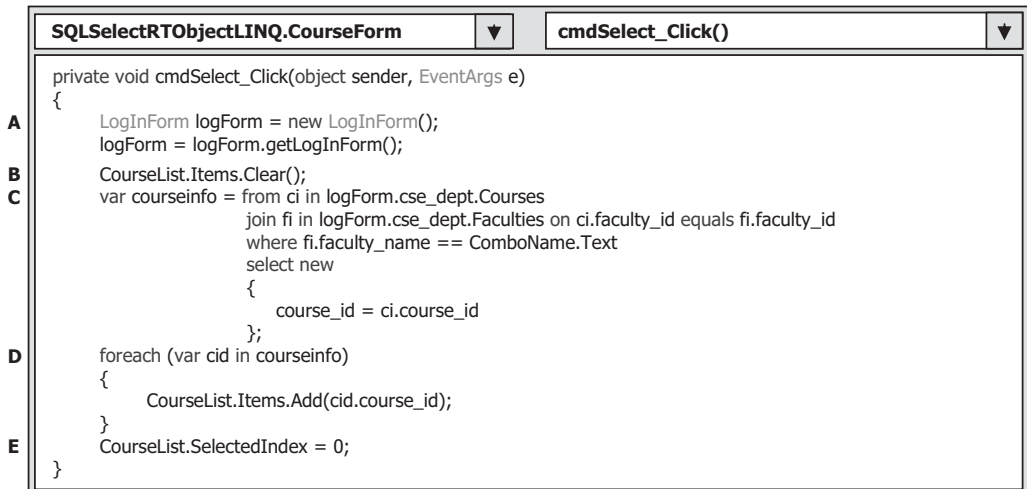 SQLSelectRTObjectLINQ.CourseForm cmdSelect_Click()
private void cmdSelect_Click(object sender, EventArgs e)
{
A LogInForm logForm = new LogInForm();
logForm = logForm.getLogInForm();
B CourseList.Items.Clear();
C var courseinfo = from ci in logForm.cse_dept.Courses
join fi in logForm.cse_dept.Faculties on ci.faculty_id equals fi.faculty_id
where fi.faculty_name == ComboName.Text
select new
{
course_id = ci.course_id
};
D foreach (var cid in courseinfo)
{
CourseList.Items.Add(cid.course_id);
}
E CourseList.SelectedIndex = 0;
}